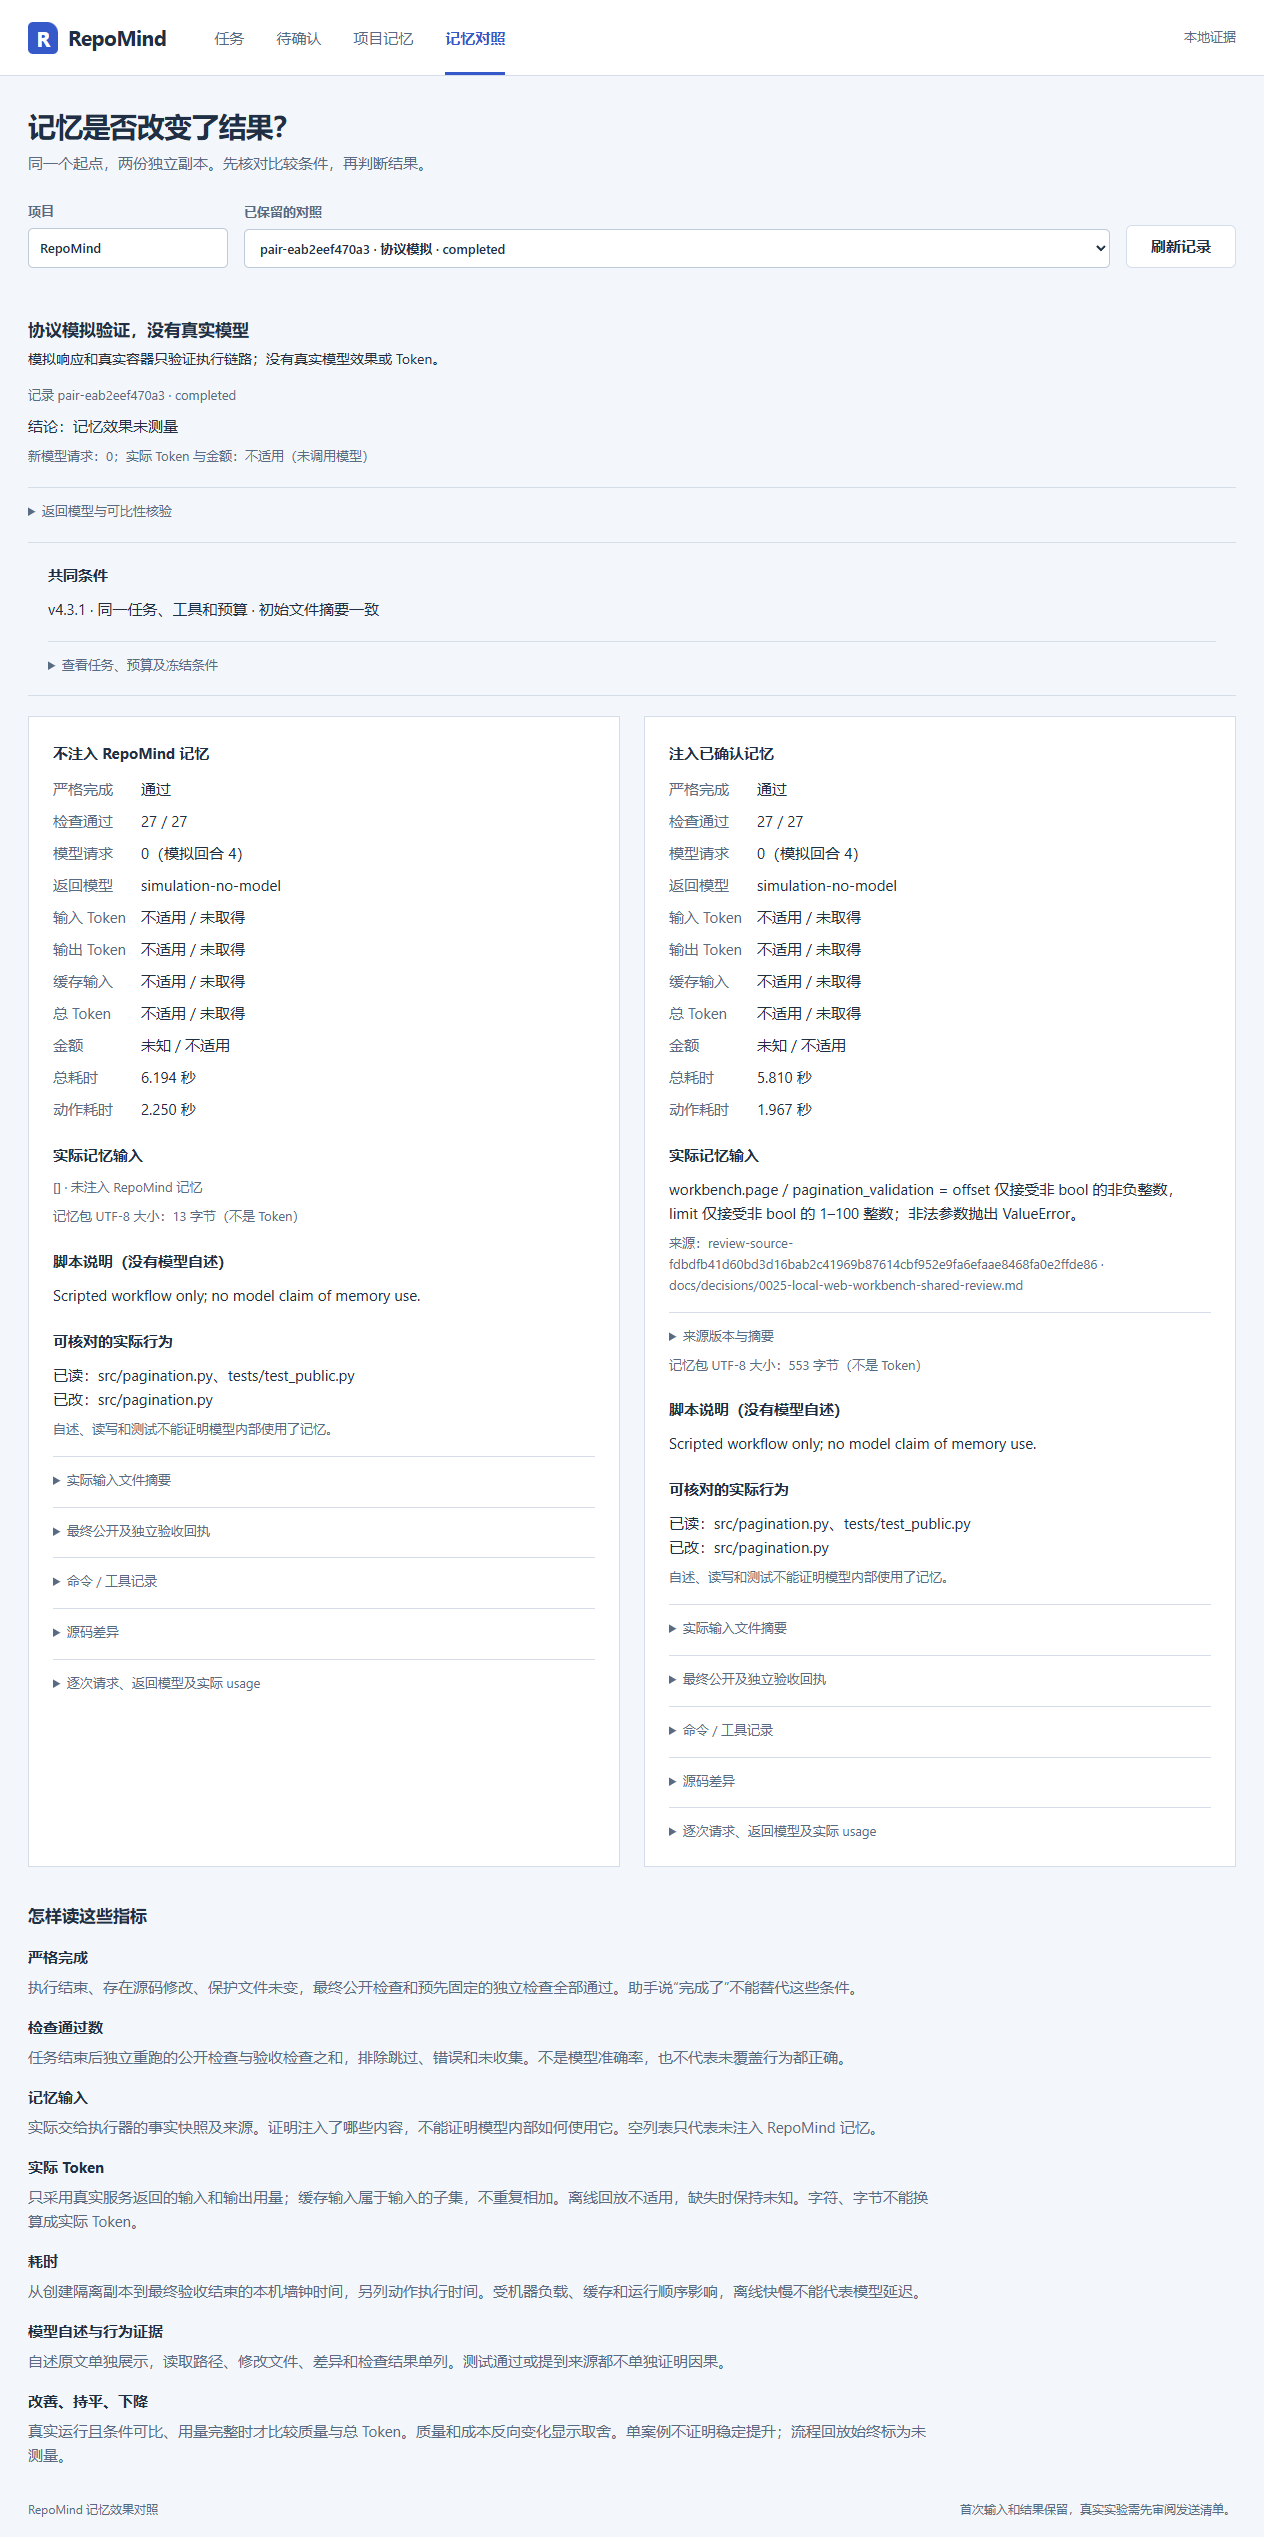 R RepoMind 任务 待确认 项目记忆 记忆对照 本地证据
记忆是否改变了结果？
同一个起点，两份独立副本。先核对比较条件，再判断结果。
项目 已保留的对照
RepoMind pair-eab2eef470a3 · 协议模拟 · completed 刷新记录
协议模拟验证，没有真实模型
模拟响应和真实容器只验证执行链路；没有真实模型效果或 Token。
记录 pair-eab2eef470a3 · completed
结论：记忆效果未测量
新模型请求：0；实际 Token 与金额：不适用（未调用模型）
▶ 返回模型与可比性核验
共同条件
v4.3.1 · 同一任务、工具和预算 · 初始文件摘要一致
▶ 查看任务、预算及冻结条件
不注入 RepoMind 记忆
严格完成 通过
检查通过 27 / 27
模型请求 0（模拟回合 4）
返回模型 simulation-no-model
输入 Token 不适用 / 未取得
输出 Token 不适用 / 未取得
缓存输入 不适用 / 未取得
总 Token 不适用 / 未取得
金额 未知 / 不适用
总耗时 6.194 秒
动作耗时 2.250 秒
实际记忆输入
[] · 未注入 RepoMind 记忆
记忆包 UTF-8 大小：13 字节（不是 Token）
脚本说明（没有模型自述）
Scripted workflow only; no model claim of memory use.
可核对的实际行为
已读：src/pagination.py、tests/test_public.py
已改：src/pagination.py
自述、读写和测试不能证明模型内部使用了记忆。
▶ 实际输入文件摘要
▶ 最终公开及独立验收回执
▶ 命令 / 工具记录
▶ 源码差异
▶ 逐次请求、返回模型及实际 usage
注入已确认记忆
严格完成 通过
检查通过 27 / 27
模型请求 0（模拟回合 4）
返回模型 simulation-no-model
输入 Token 不适用 / 未取得
输出 Token 不适用 / 未取得
缓存输入 不适用 / 未取得
总 Token 不适用 / 未取得
金额 未知 / 不适用
总耗时 5.810 秒
动作耗时 1.967 秒
实际记忆输入
workbench.page / pagination_validation = offset 仅接受非 bool 的非负整数，
limit 仅接受非 bool 的 1–100 整数；非法参数抛出 ValueError。
来源：review-source-
fdbdfb41d60bd3d16bab2c41969b87614cbf952e9fa6efaae8468fa0e2ffde86 ·
docs/decisions/0025-local-web-workbench-shared-review.md
▶ 来源版本与摘要
记忆包 UTF-8 大小：553 字节（不是 Token）
脚本说明（没有模型自述）
Scripted workflow only; no model claim of memory use.
可核对的实际行为
已读：src/pagination.py、tests/test_public.py
已改：src/pagination.py
自述、读写和测试不能证明模型内部使用了记忆。
▶ 实际输入文件摘要
▶ 最终公开及独立验收回执
▶ 命令 / 工具记录
▶ 源码差异
▶ 逐次请求、返回模型及实际 usage
怎样读这些指标
严格完成
执行结束、存在源码修改、保护文件未变，最终公开检查和预先固定的独立检查全部通过。助手说“完成了”不能替代这些条件。
检查通过数
任务结束后独立重跑的公开检查与验收检查之和，排除跳过、错误和未收集。不是模型准确率，也不代表未覆盖行为都正确。
记忆输入
实际交给执行器的事实快照及来源。证明注入了哪些内容，不能证明模型内部如何使用它。空列表只代表未注入 RepoMind 记忆。
实际 Token
只采用真实服务返回的输入和输出用量；缓存输入属于输入的子集，不重复相加。离线回放不适用，缺失时保持未知。字符、字节不能换
算成实际 Token。
耗时
从创建隔离副本到最终验收结束的本机墙钟时间，另列动作执行时间。受机器负载、缓存和运行顺序影响，离线快慢不能代表模型延迟。
模型自述与行为证据
自述原文单独展示，读取路径、修改文件、差异和检查结果单列。测试通过或提到来源都不单独证明因果。
改善、持平、下降
真实运行且条件可比、用量完整时才比较质量与总 Token。质量和成本反向变化显示取舍。单案例不证明稳定提升；流程回放始终标为未
测量。
RepoMind 记忆效果对照 首次输入和结果保留，真实实验需先审阅发送清单。